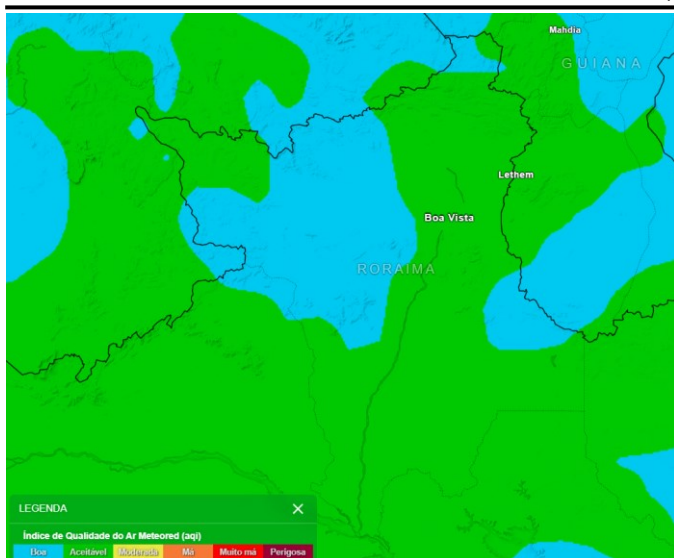 Mahdia
GUIANA
Lethem
Boa Vista
RORAIMA
LEGENDA
Índice de Qualidade do Ar Meteored (aqi)
Boa Aceitável Moderada Má Muito má Perigosa